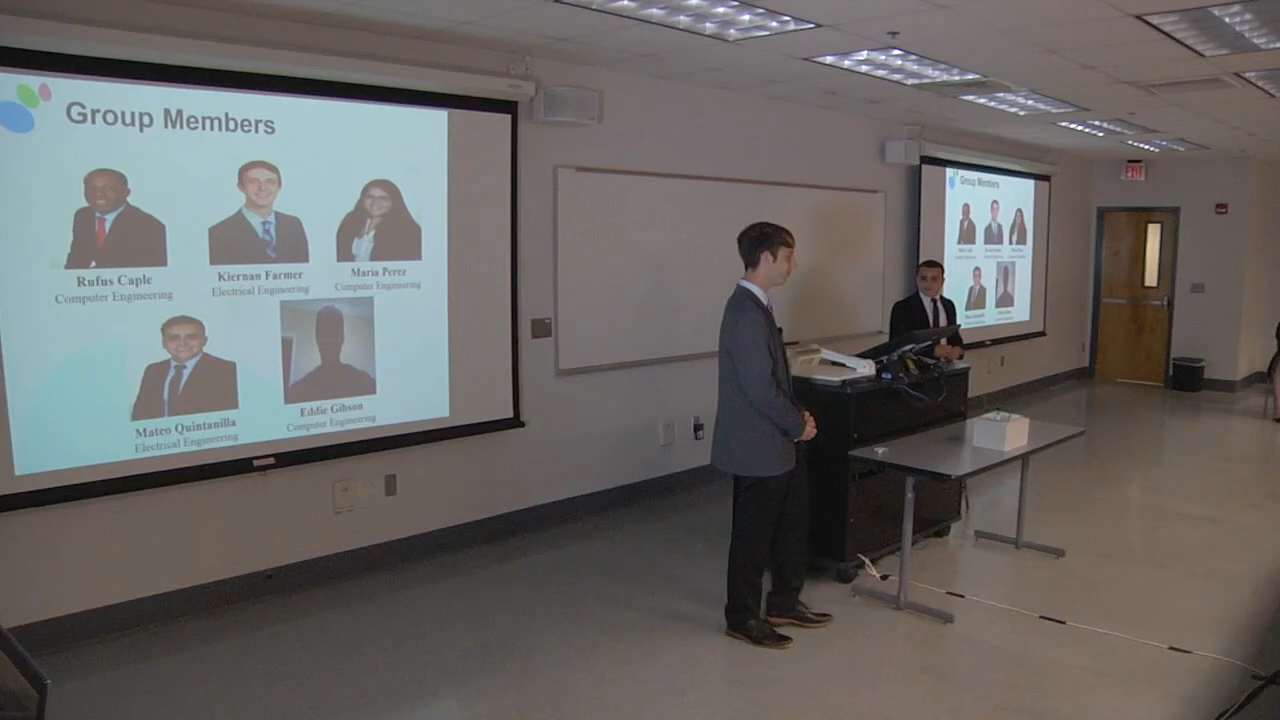 Group Members
Rufus Caple
Computer Engineering
Kiernan Farmer
Electrical Engineering
Maria Perez
Computer Engineering
Mateo Quintanilla
Electrical Engineering
Eddie Gibson
Computer Engineering
Group Members
EXIT